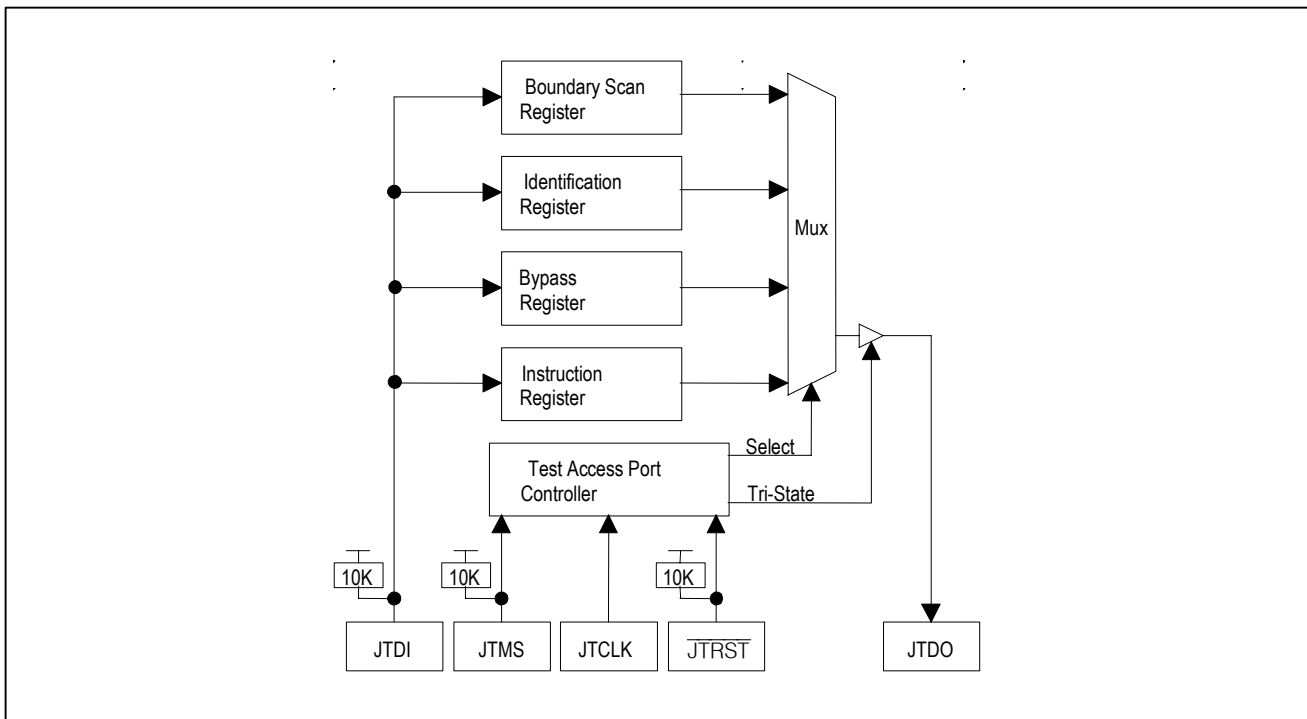 Boundary Scan
Register
Identification
Register
Mux
Bypass
Register
Instruction
Register
Select
Test Access Port
Controller
Tri-State
10K
10K
10K
JTDI
JTMS
JTCLK
JTRST
JTDO